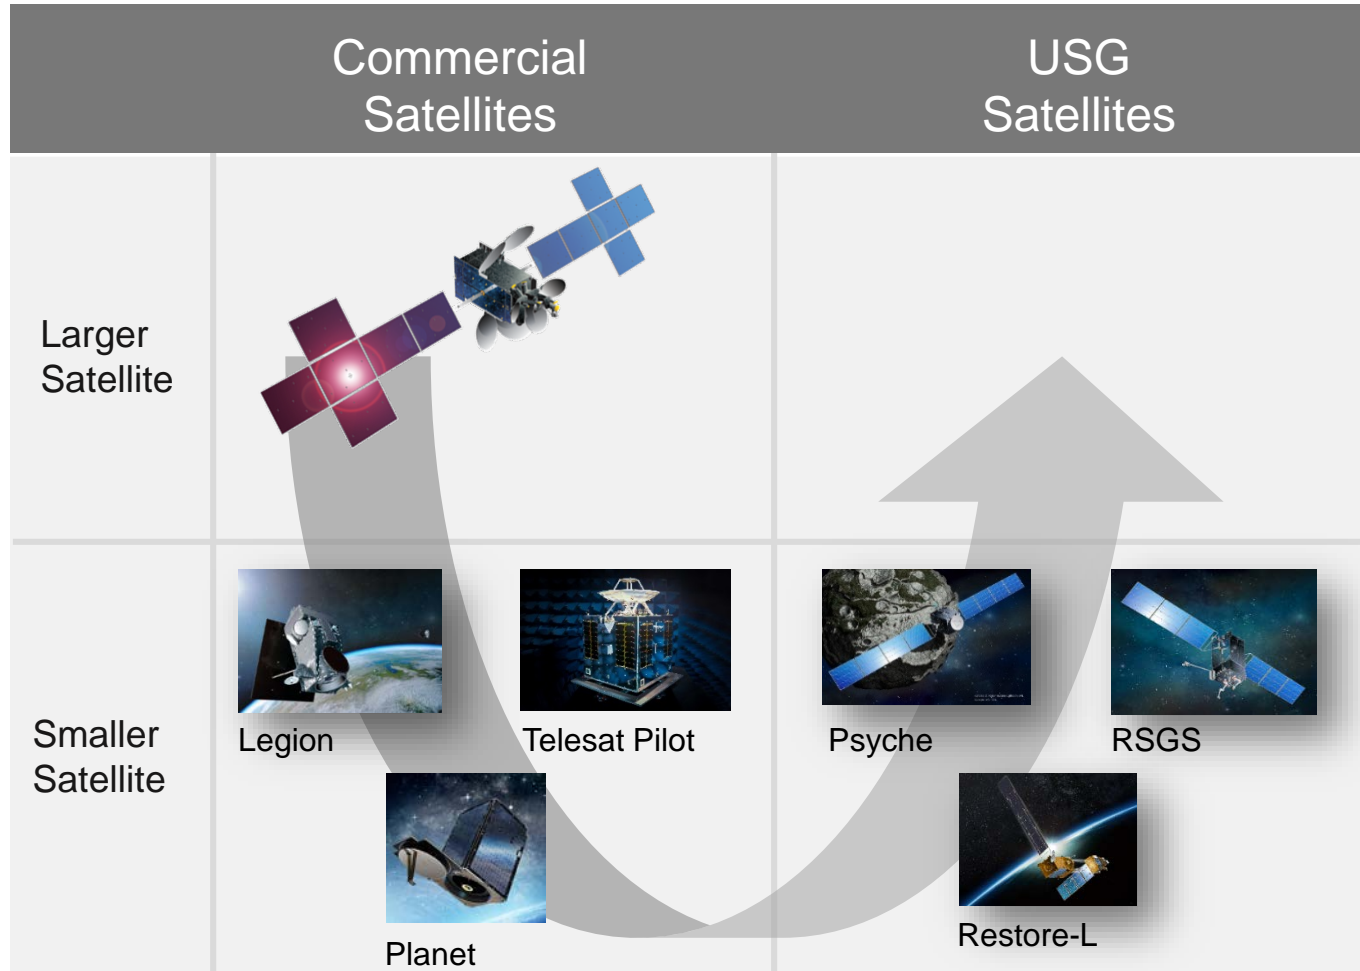 Commercial
Satellites
USG
Satellites
Larger
Satellite
Smaller
Satellite
Legion
Telesat Pilot
Psyche
RSGS
Planet
Restore-L